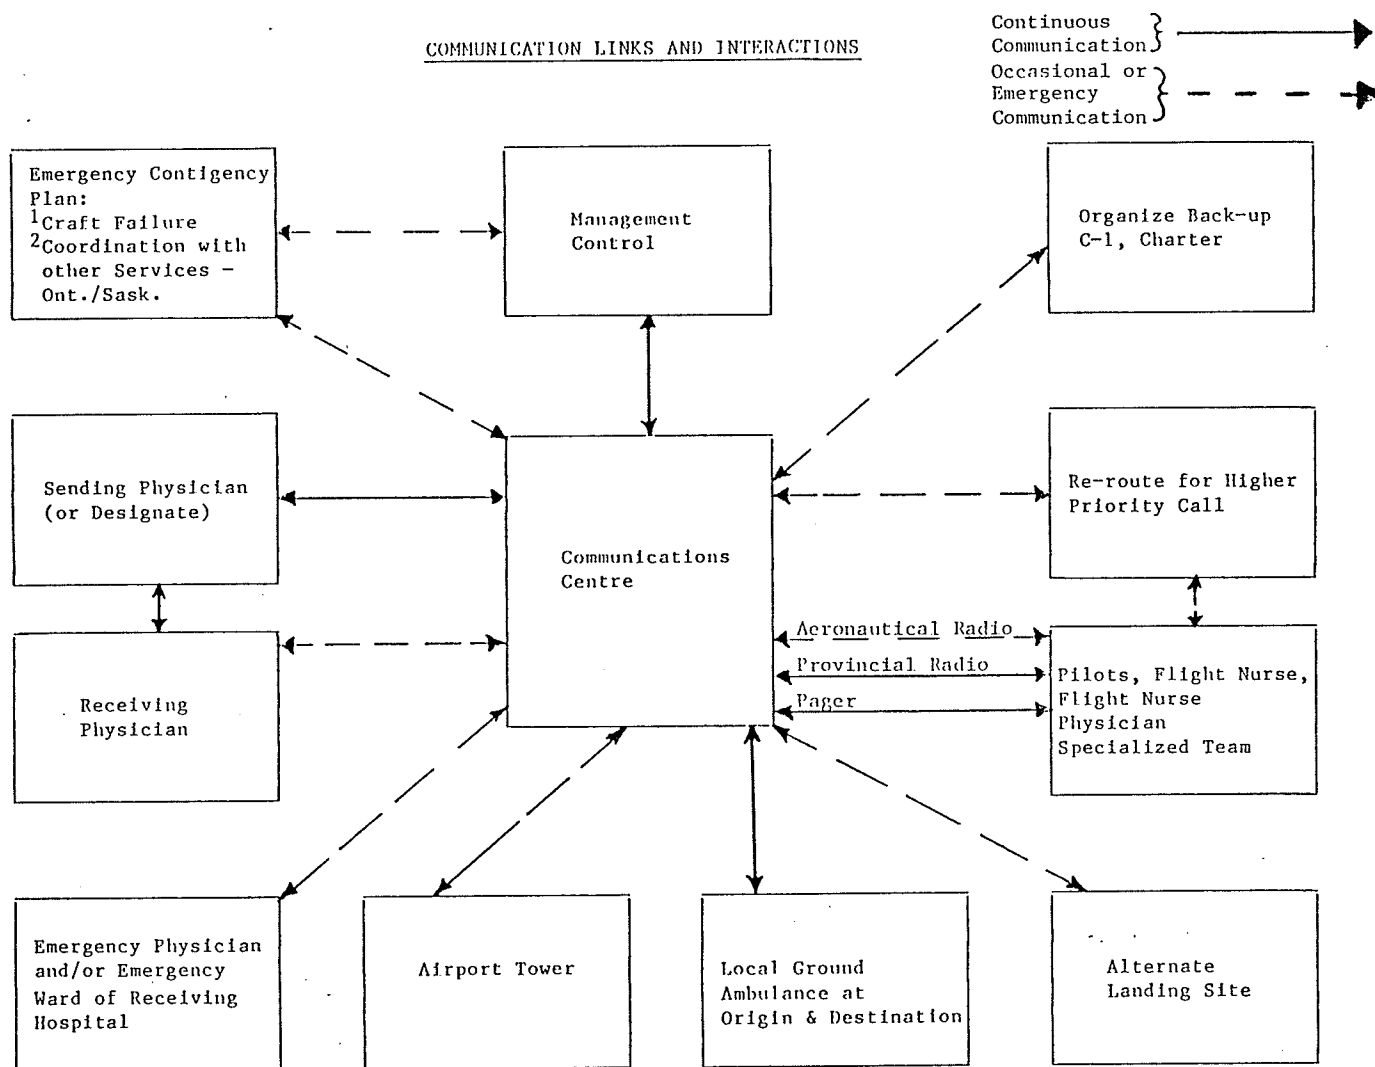 COMMUNICATION LINKS AND INTERACTIONS
Continuous
Communication
Occasional or
Emergency
Communication
Emergency Contigency
Plan:
1Craft Failure
2Coordination with
other Services -
Ont./Sask.
Management
Control
Organize Back-up
C-1, Charter
Sending Physician
(or Designate)
Communications
Centre
Re-route for Higher
Priority Call
Receiving
Physician
Aeronautical Radio
Provincial Radio
Pager
Pilots, Flight Nurse,
Flight Nurse
Physician
Specialized Team
Emergency Physician
and/or Emergency
Ward of Receiving
Hospital
Airport Tower
Local Ground
Ambulance at
Origin & Destination
Alternate
Landing Site